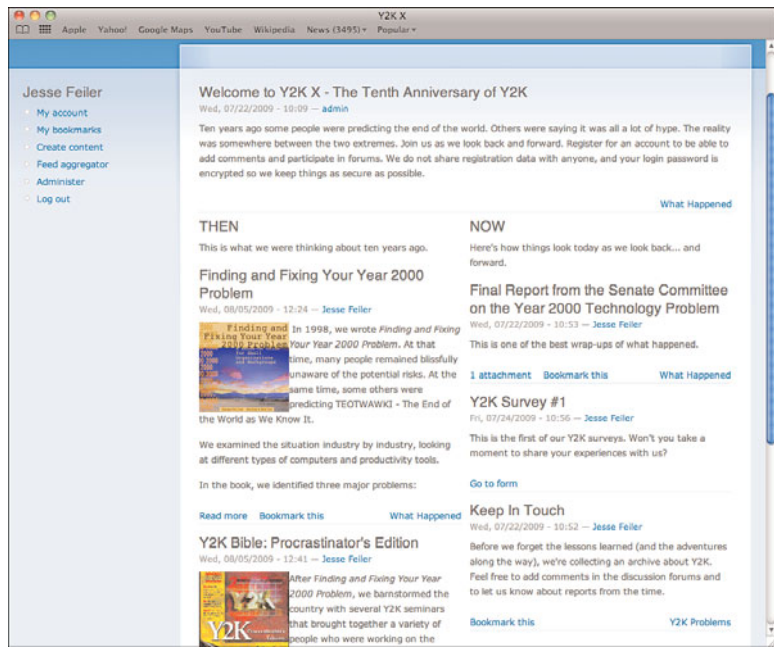 Y2K X
Apple Yahoo! Google Maps YouTube Wikipedia News (3495) Popular
Jesse Feiler
My account
My bookmarks
Create content
Feed aggregator
Administer
Log out
Welcome to Y2K X - The Tenth Anniversary of Y2K
Wed, 07/22/2009 - 10:09 — admin
Ten years ago some people were predicting the end of the world. Others were saying it was all a lot of hype. The reality
was somewhere between the two extremes. Join us as we look back and forward. Register for an account to be able to
add comments and participate in forums. We do not share registration data with anyone, and your login password is
encrypted so we keep things as secure as possible.
What Happened
THEN
This is what we were thinking about ten years ago.
Finding and Fixing Your Year 2000
Problem
Wed, 08/05/2009 - 12:24 — Jesse Feiler
Finding and
Fixing Your Year
2000 Problem
for Small
Organizations
and Workgroups
In 1998, we wrote Finding and Fixing
Your Year 2000 Problem. At that
time, many people remained blissfully
unaware of the potential risks. At the
same time, some others were
predicting TEOTWAWKI - The End of
the World as We Know It.
We examined the situation industry by industry, looking
at different types of computers and productivity tools.
In the book, we identified three major problems:
Read more Bookmark this What Happened
Y2K Bible: Procrastinator's Edition
Wed, 08/05/2009 - 12:41 — Jesse Feiler
Y2K
After Finding and Fixing Your Year
2000 Problem, we barnstormed the
country with several Y2K seminars
that brought together a variety of
people who were working on the
NOW
Here's how things look today as we look back... and
forward.
Final Report from the Senate Committee
on the Year 2000 Technology Problem
Wed, 07/22/2009 - 10:53 — Jesse Feiler
This is one of the best wrap-ups of what happened.
1 attachment Bookmark this What Happened
Y2K Survey #1
Fri, 07/24/2009 - 10:56 — Jesse Feiler
This is the first of our Y2K surveys. Won't you take a
moment to share your experiences with us?
Go to form
Keep In Touch
Wed, 07/22/2009 - 10:52 — Jesse Feiler
Before we forget the lessons learned (and the adventures
along the way), we're collecting an archive about Y2K.
Feel free to add comments in the discussion forums and
to let us know about reports from the time.
Bookmark this Y2K Problems